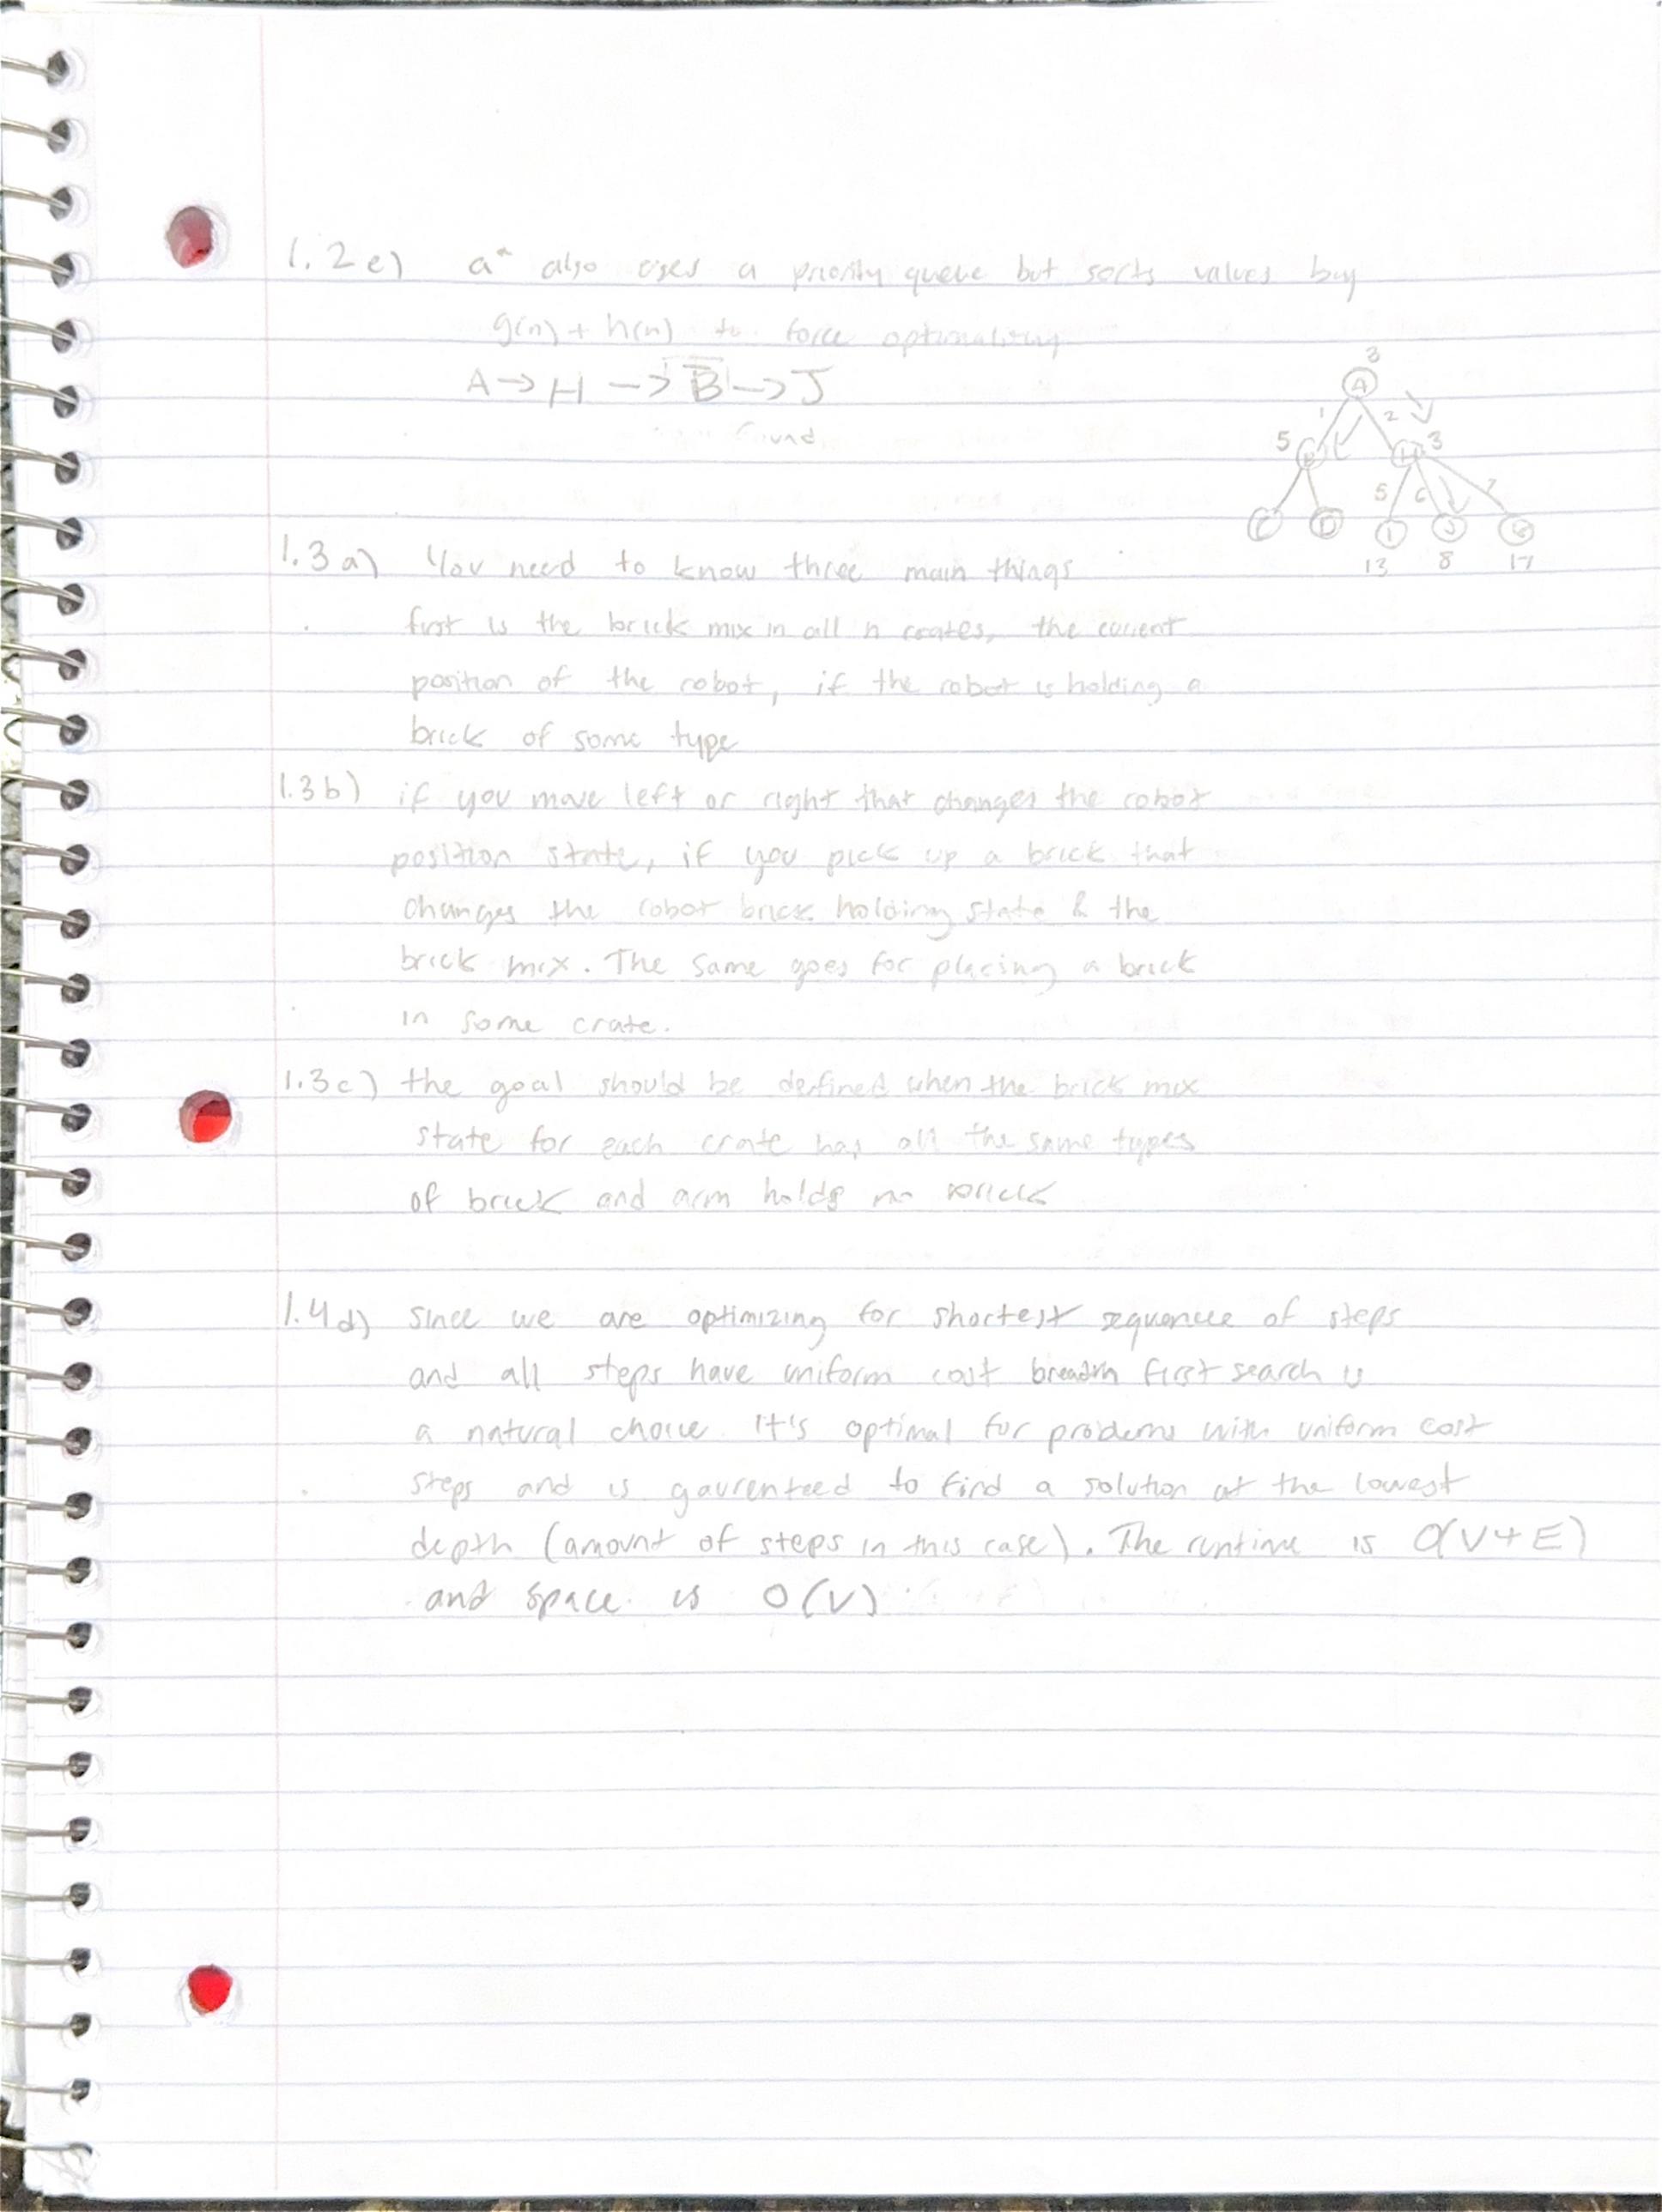 1.2e) a* also uses a priority queue but sorts values buy
g(n) + h(n) to force optimality
A → H → B → J
found
3
A
1 2
5 B H 3
5 6 7
C D I J G
13 8 17
1.3a) You need to know three main things
first is the brick mix in all n crates, the current
position of the robot, if the robot is holding a
brick of some type
1.3b) if you move left or right that changes the robot
position state, if you pick up a brick that
changes the robot brick holding state & the
brick mix. The same goes for placing a brick
in some crate.
1.3c) the goal should be defined when the brick mix
state for each crate has all the same types
of brick and arm holds no brick
1.4d) since we are optimizing for shortest sequence of steps
and all steps have uniform cost breadth first search is
a natural choice. It's optimal for problems with uniform cost
steps and is gaurenteed to find a solution at the lowest
depth (amount of steps in this case). The runtime is O(V+E)
and space is O(V)